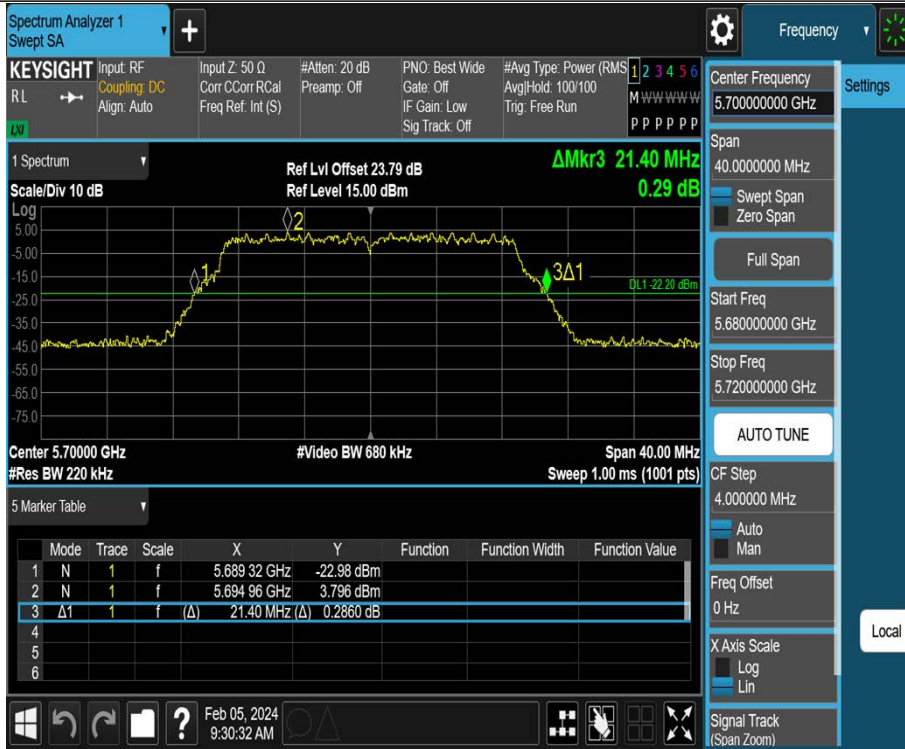 Spectrum Analyzer 1
Swept SA
+
Frequency
KEYSIGHT
RL
LXI
Input: RF
Coupling: DC
Align: Auto
Input Z: 50 Ω
Corr CCorr RCal
Freq Ref: Int (S)
#Atten: 20 dB
Preamp: Off
PNO: Best Wide
Gate: Off
IF Gain: Low
Sig Track: Off
#Avg Type: Power (RMS
Avg|Hold: 100/100
Trig: Free Run
1 2 3 4 5 6
M W W W W W
P P P P P P
1 Spectrum
Scale/Div 10 dB
Ref Lvl Offset 23.79 dB
Ref Level 15.00 dBm
ΔMkr3 21.40 MHz
0.29 dB
Log
5.00
-5.00
-15.0
-25.0
-35.0
-45.0
-55.0
-65.0
-75.0
1
2
3Δ1
DL1 -22.20 dBm
Center 5.70000 GHz
#Res BW 220 kHz
#Video BW 680 kHz
Span 40.00 MHz
Sweep 1.00 ms (1001 pts)
5 Marker Table
Mode Trace Scale X Y Function Function Width Function Value
1 N 1 f 5.689 32 GHz -22.98 dBm
2 N 1 f 5.694 96 GHz 3.796 dBm
3 Δ1 1 f (Δ) 21.40 MHz (Δ) 0.2860 dB
4
5
6
?
Feb 05, 2024
9:30:32 AM
Center Frequency
5.700000000 GHz
Span
40.0000000 MHz
Swept Span
Zero Span
Full Span
Start Freq
5.680000000 GHz
Stop Freq
5.720000000 GHz
AUTO TUNE
CF Step
4.000000 MHz
Auto
Man
Freq Offset
0 Hz
X Axis Scale
Log
Lin
Signal Track
(Span Zoom)
Settings
Local